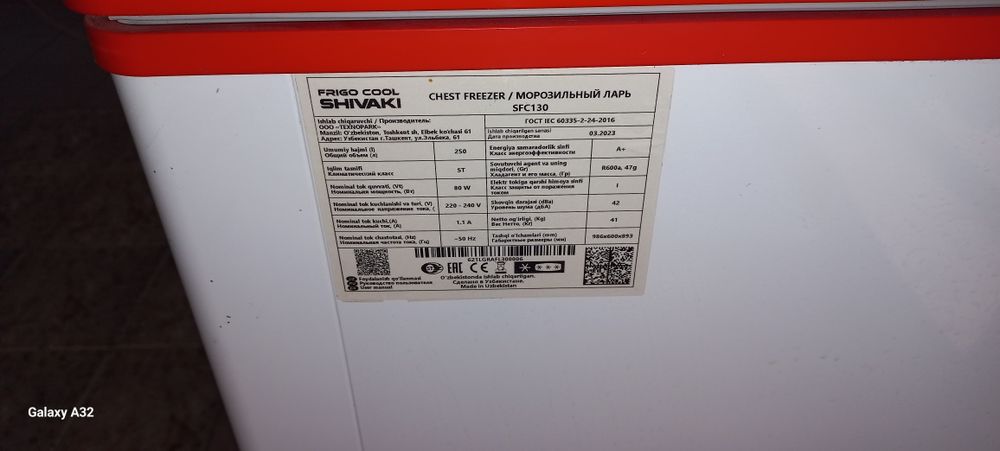 FRIGO COOL
SHIVAKI
CHEST FREEZER / МОРОЗИЛЬНЫЙ ЛАРЬ
SFC130
Ishlab chiqaruvchi / Производитель:
ООО «TEXNOPARK»
Manzil: O'zbekiston, Toshkent sh, Elbek ko'chasi 61
Адрес: Узбекистан г.Ташкент, ул.Эльбека, 61
ГОСТ IEC 60335-2-24-2016
Ishlab chiqarilgan sanasi
Дата производства
03.2023
Umumiy hajmi (l)
Общий объем (л)
250
Energiya samaradorlik sinfi
Класс энергоэффективности
A+
Iqlim tasnifi
Климатический класс
ST
Sovutuvchi agent va uning
miqdori, (Gr)
Хладагент и его масса, (Гр)
R600a, 47g
Nominal tok quvvati, (Vt)
Номинальная мощность, (Вт)
80 W
Elektr tokiga qarshi himoya sinfi
Класс защиты от поражения
током
I
Nominal tok kuchlanishi va turi, (V)
Номинальное напряжение тока, (
220 - 240 V
Shovqin darajasi (dBa)
Уровень шума (дбА)
42
Nominal tok kuchi,(A)
Номинальный ток, (А)
1.1 A
Netto og'irligi, (Kg)
Вес Нетто, (Кг)
41
Nominal tok chastotasi, (Hz)
Номинальная частота тока, (Гц)
~50 Hz
Tashqi o'lchamlari (mm)
Габаритные размеры (мм)
986x600x893
621LGRAFL300006
EAC CE
Foydalanish qo'llanmasi
Руководство пользователя
User manual
O'zbekistonda ishlab chiqarilgan.
Сделано в Узбекистане.
Made in Uzbekistan
Galaxy A32